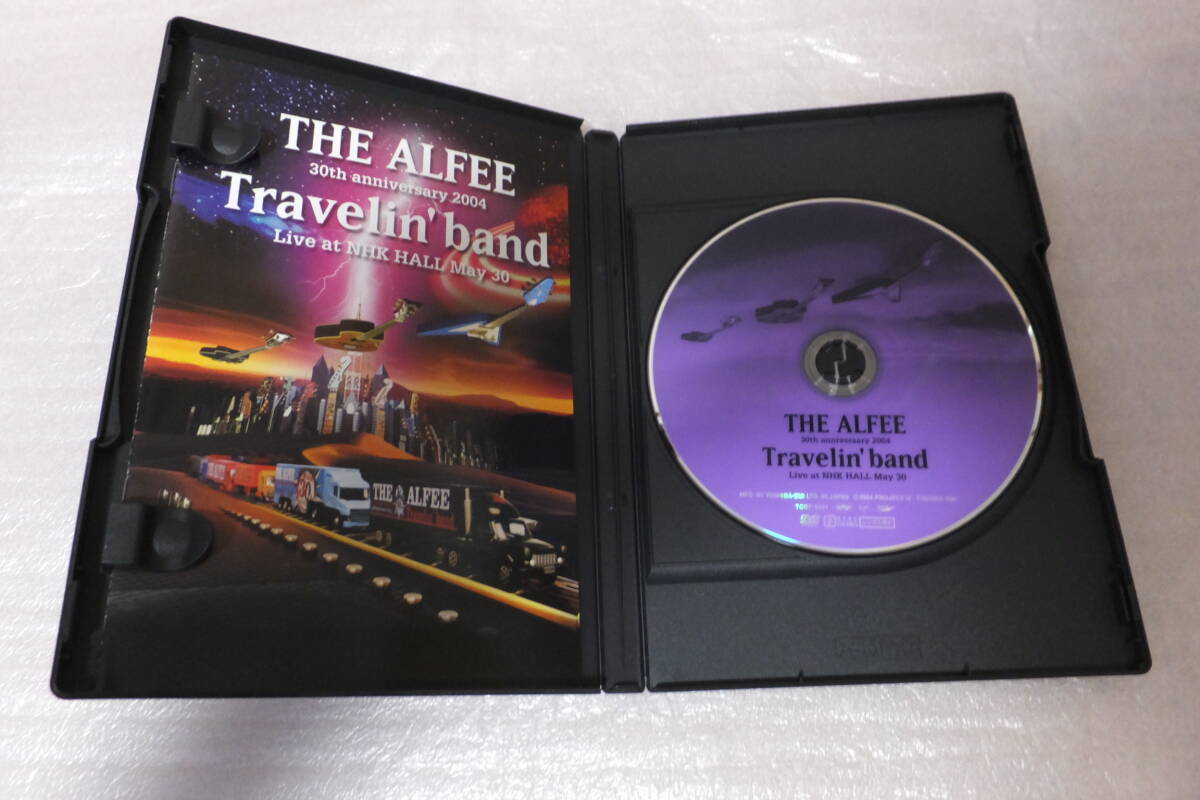 THE ALFEE
30th anniversary 2004
Travelin' band
Live at NHK HALL May 30
THE ALFEE
Travelin' band
THE ALFEE
30th anniversary 2004
Travelin' band
Live at NHK HALL May 30